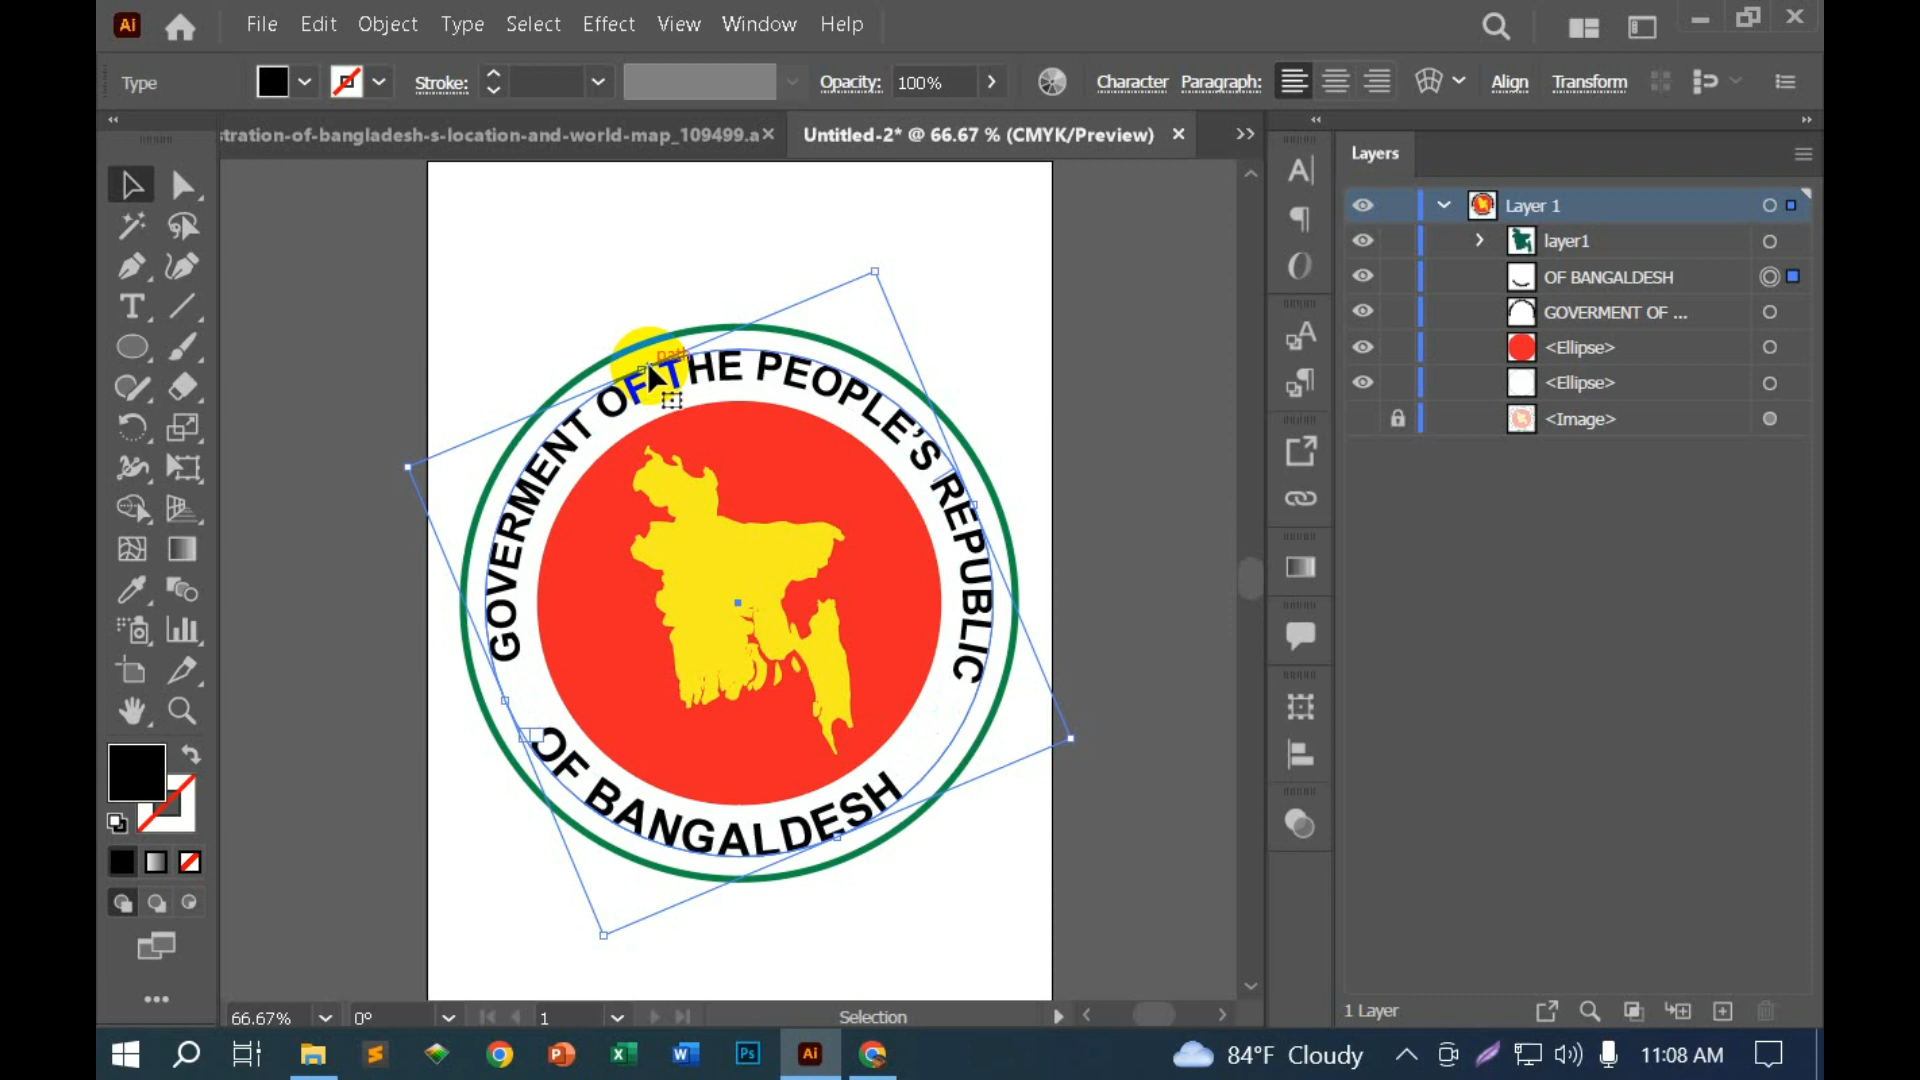 Ai File Edit Object Type Select Effect View Window Help
Type Stroke: Opacity: 100% Character Paragraph: Align Transform
stration-of-bangladesh-s-location-and-world-map_109499.a
Untitled-2* @ 66.67 % (CMYK/Preview)
Layers
Layer 1
layer1
OF BANGALDESH
GOVERMENT OF ...
<Ellipse>
<Ellipse>
<Image>
path
GOVERMENT OF THE PEOPLE'S REPUBLIC
OF BANGALDESH
66.67% 0° 1 Selection
1 Layer
84°F Cloudy 11:08 AM